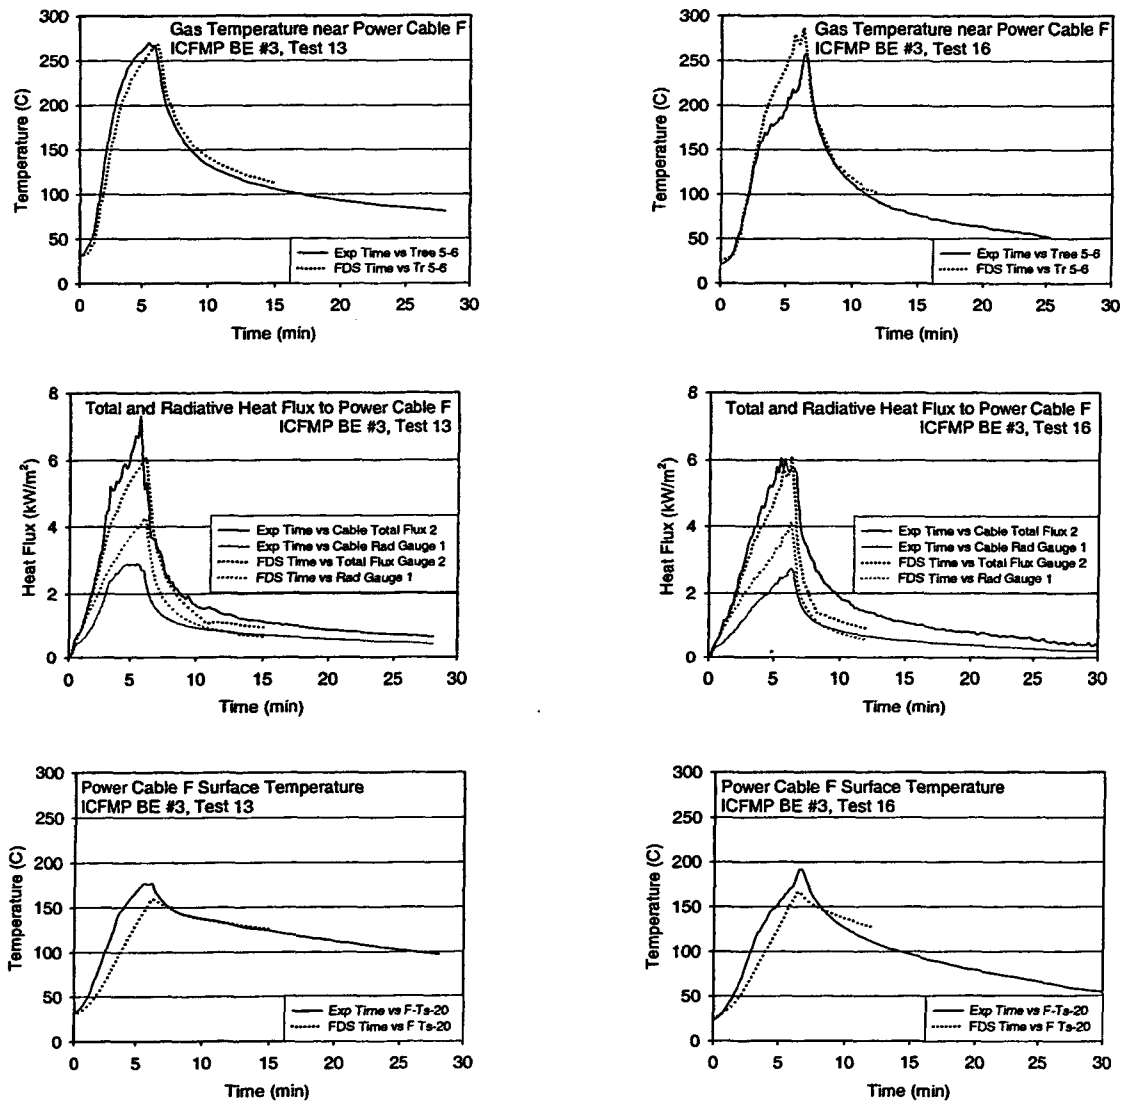 Gas Temperature near Power Cable F
ICFMP BE #3, Test 13
Temperature (C)
300
250
200
150
100
50
0
Exp Time vs Tree 5-6
FDS Time vs Tr 5-6
0 5 10 15 20 25 30
Time (min)
Gas Temperature near Power Cable F
ICFMP BE #3, Test 16
Temperature (C)
300
250
200
150
100
50
0
Exp Time vs Tree 5-6
FDS Time vs Tr 5-6
0 5 10 15 20 25 30
Time (min)
Total and Radiative Heat Flux to Power Cable F
ICFMP BE #3, Test 13
Heat Flux (kW/m²)
8
6
4
2
0
Exp Time vs Cable Total Flux 2
Exp Time vs Cable Rad Gauge 1
FDS Time vs Total Flux Gauge 2
FDS Time vs Rad Gauge 1
0 5 10 15 20 25 30
Time (min)
Total and Radiative Heat Flux to Power Cable F
ICFMP BE #3, Test 16
Heat Flux (kW/m²)
8
6
4
2
0
Exp Time vs Cable Total Flux 2
Exp Time vs Cable Rad Gauge 1
FDS Time vs Total Flux Gauge 2
FDS Time vs Rad Gauge 1
0 5 10 15 20 25 30
Time (min)
Power Cable F Surface Temperature
ICFMP BE #3, Test 13
Temperature (C)
300
250
200
150
100
50
0
Exp Time vs F-Ts-20
FDS Time vs F Ts-20
0 5 10 15 20 25 30
Time (min)
Power Cable F Surface Temperature
ICFMP BE #3, Test 16
Temperature (C)
300
250
200
150
100
50
0
Exp Time vs F-Ts-20
FDS Time vs F Ts-20
0 5 10 15 20 25 30
Time (min)